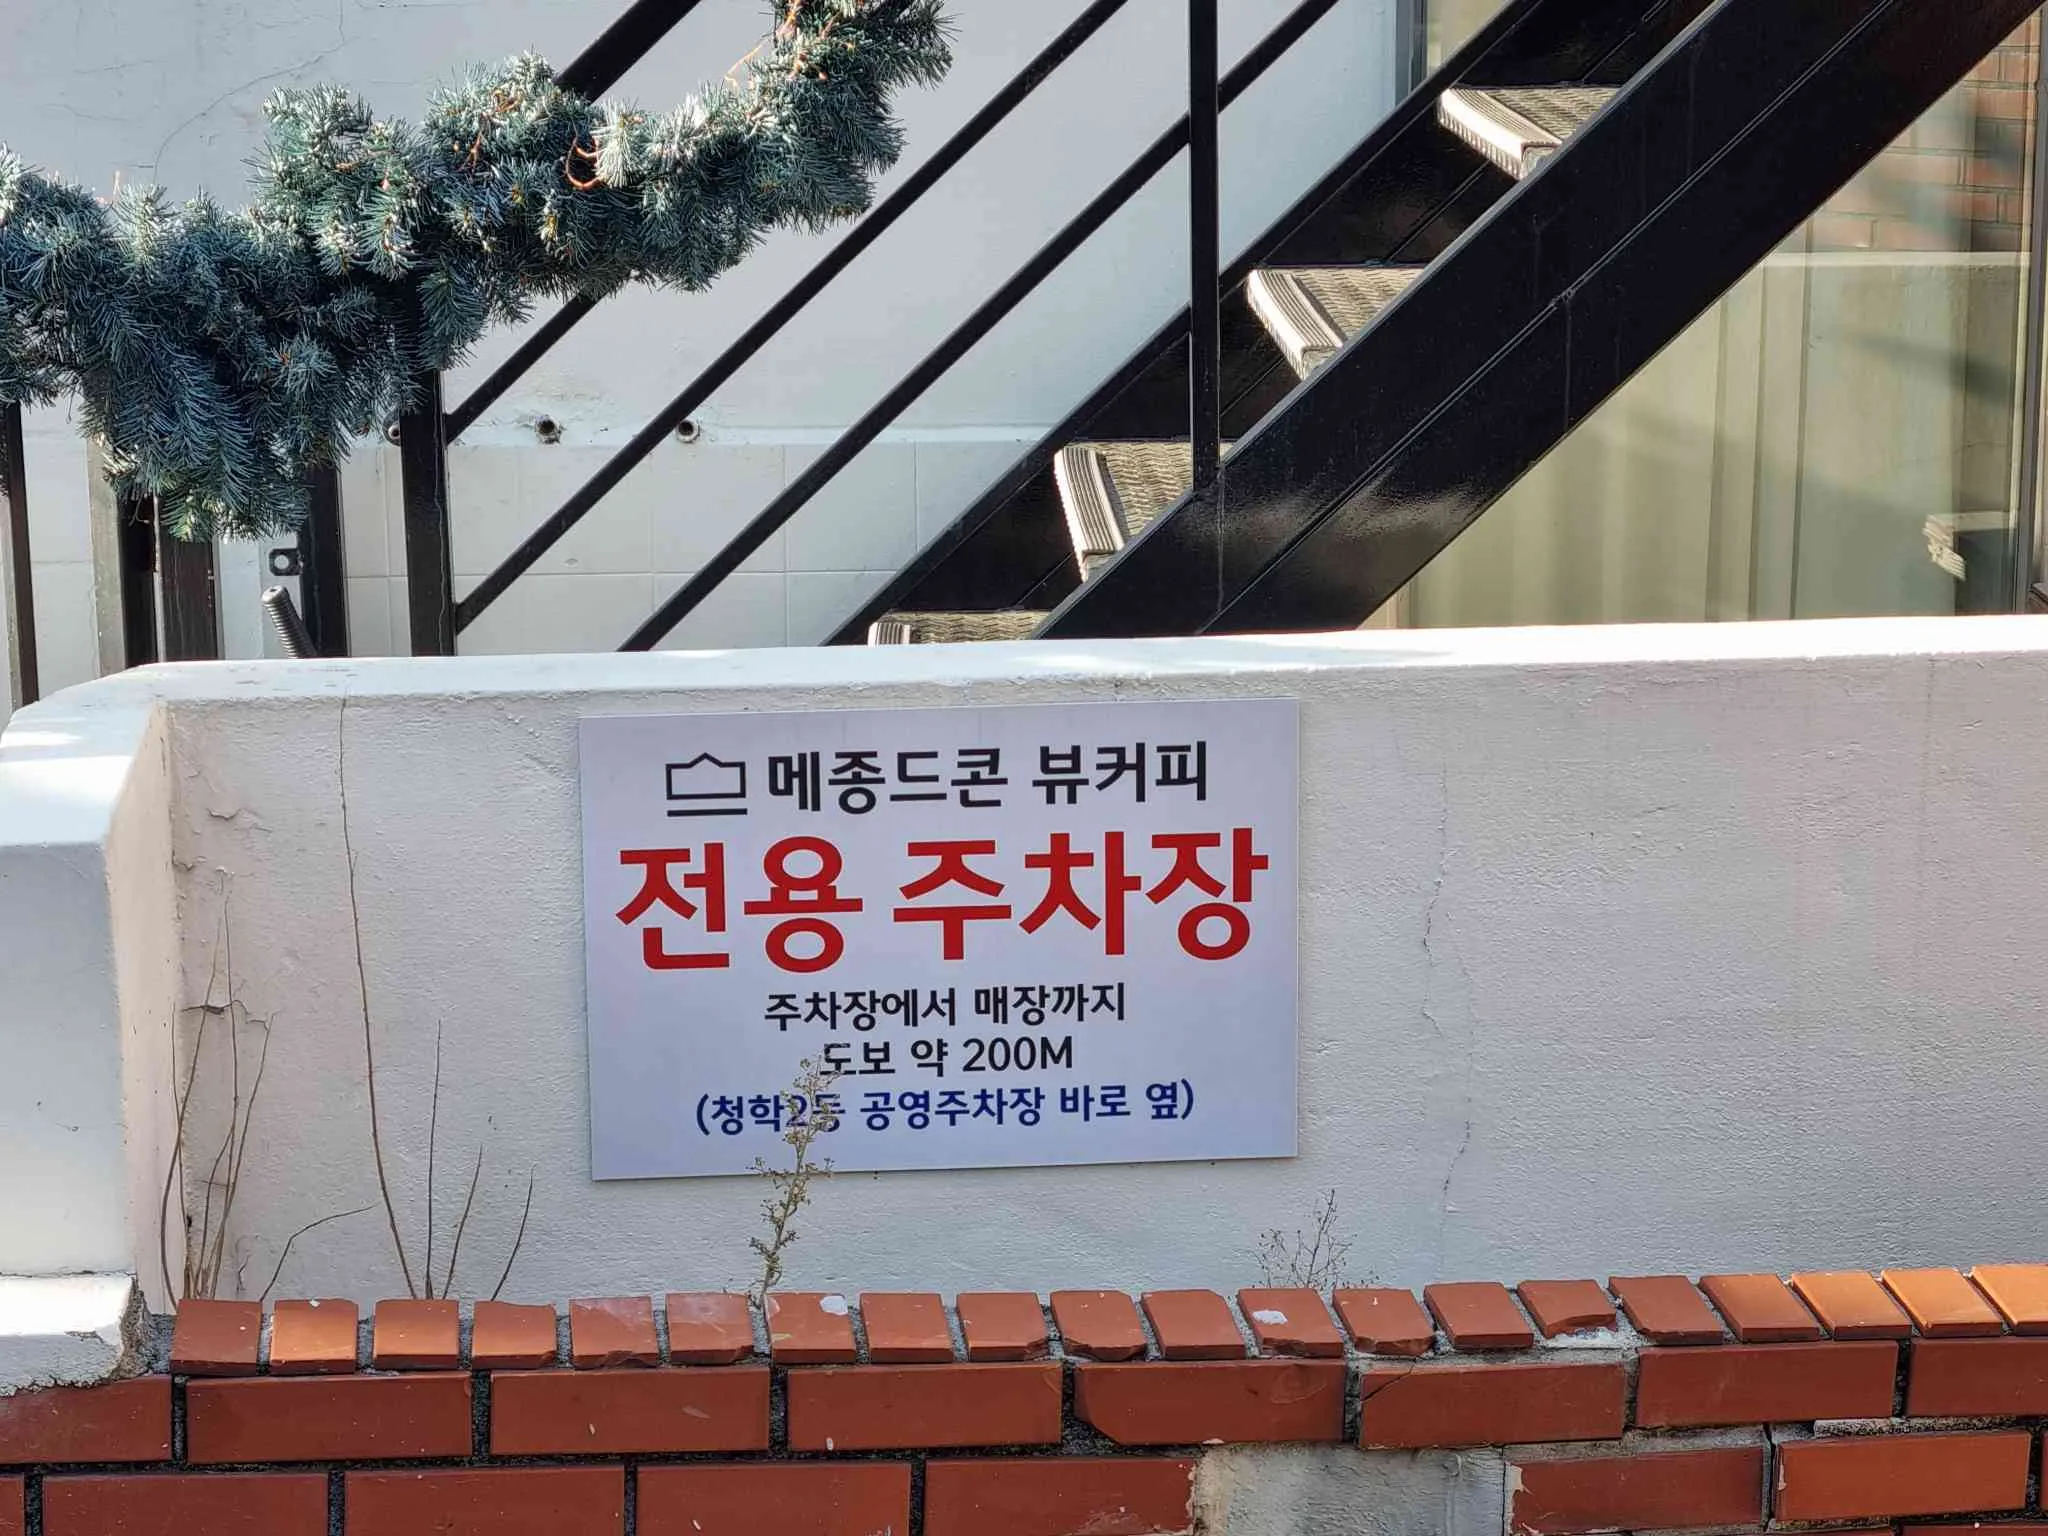 메종드콘 뷰커피
전용 주차장
주차장에서 매장까지
도보 약 200M
(청학2동 공영주차장 바로 옆)